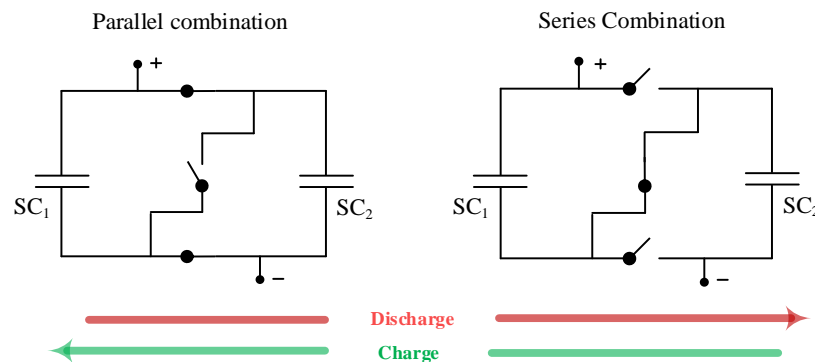 Parallel combination
Series Combination
+
+
SC₁
SC₂
SC₁
SC₂
−
−
Discharge
Charge